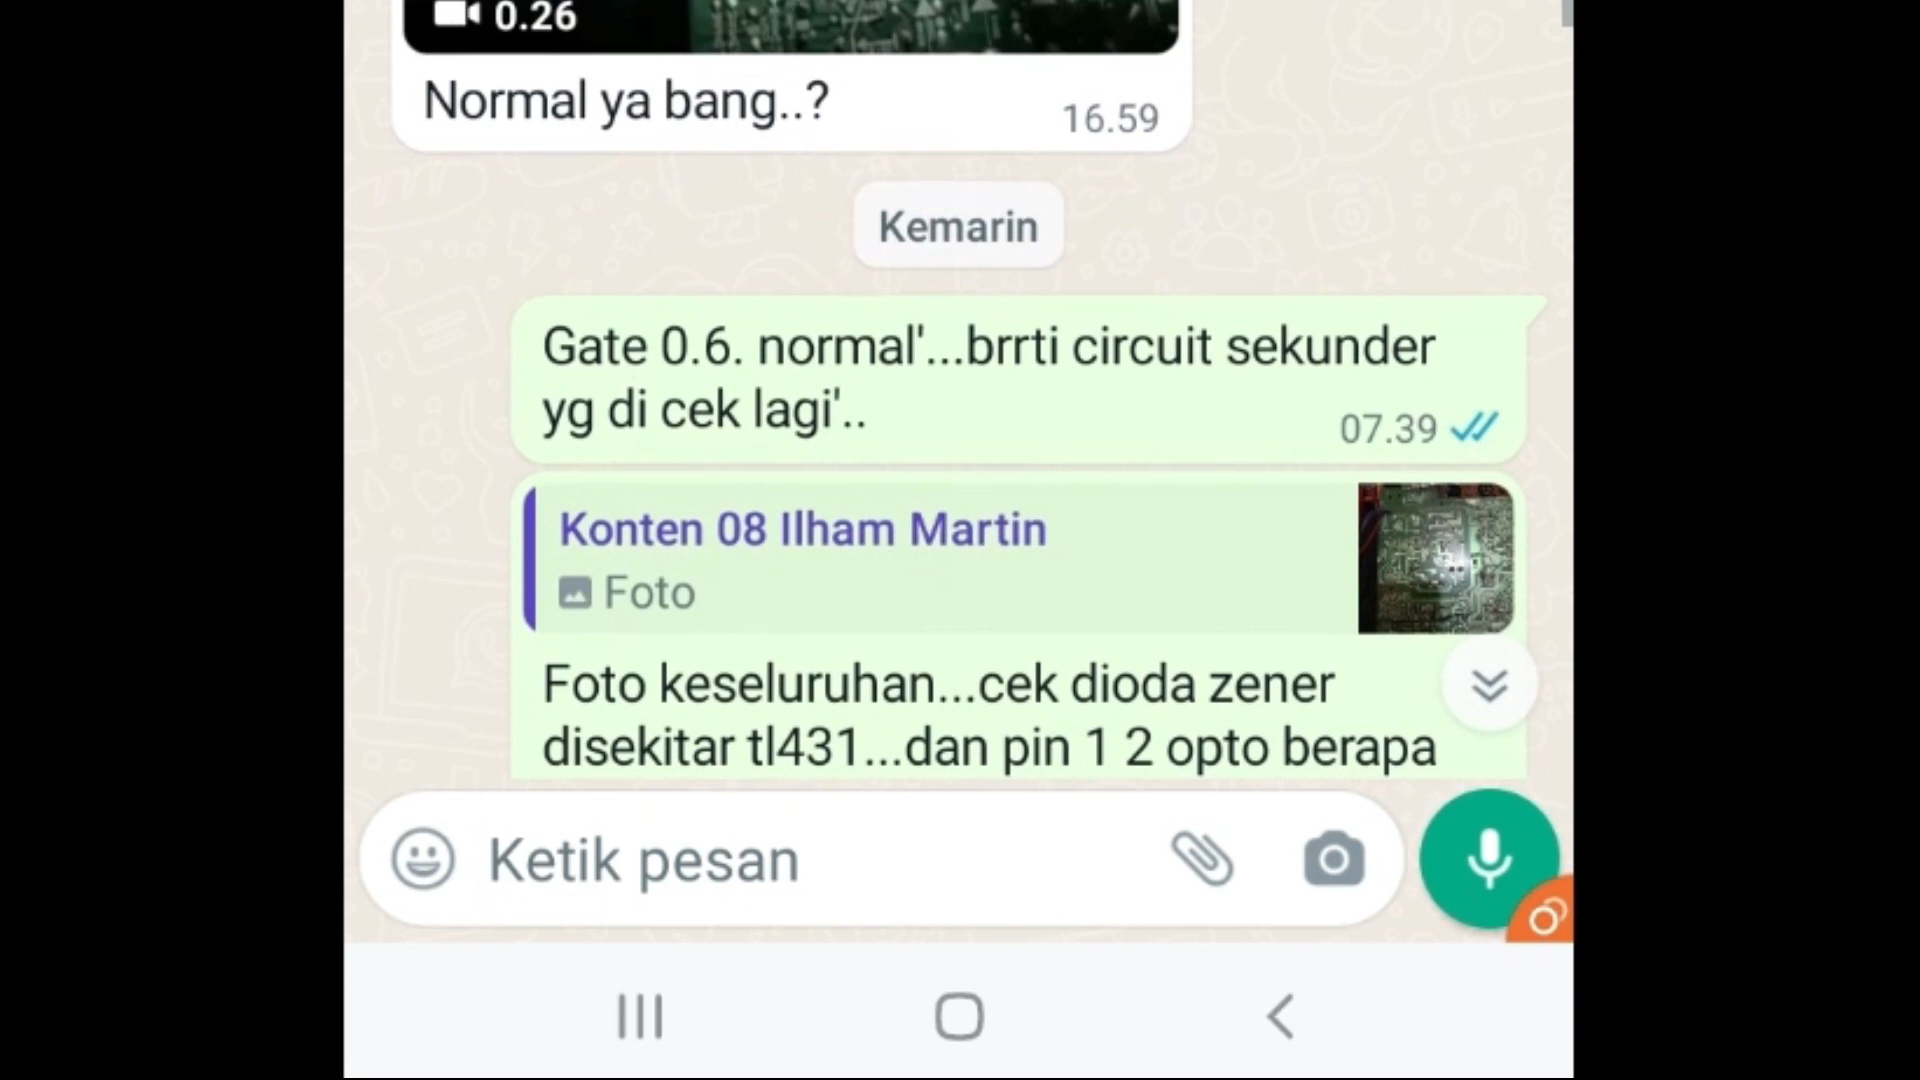 0.26
Normal ya bang..?
16.59
Kemarin
Gate 0.6. normal'...brrti circuit sekunder
yg di cek lagi'..
07.39
Konten 08 Ilham Martin
Foto
Foto keseluruhan...cek dioda zener
disekitar tl431...dan pin 1 2 opto berapa
Ketik pesan